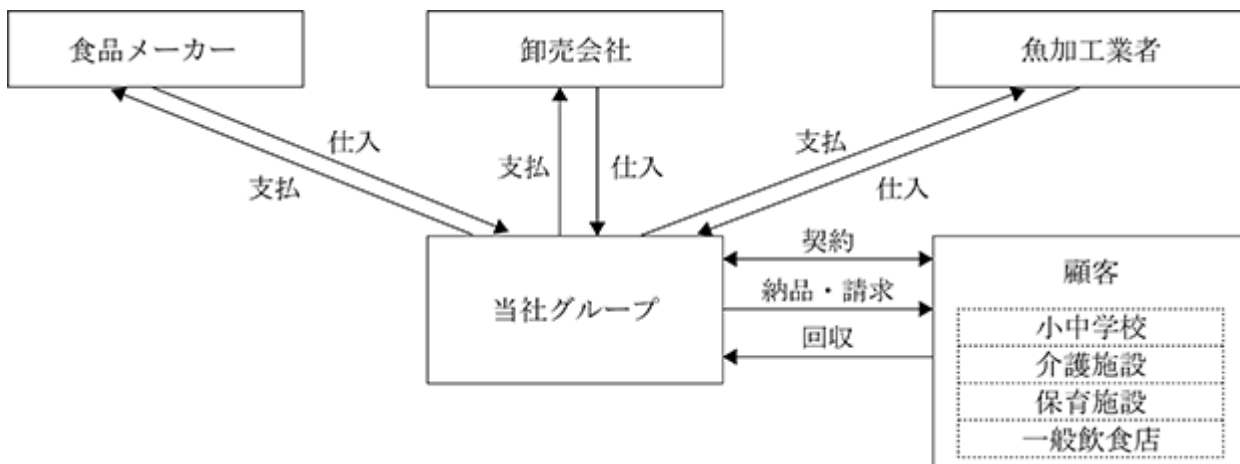 食品メーカー
卸売会社
魚加工業者
仕入
支払
支払
仕入
支払
仕入
当社グループ
契約
納品・請求
回収
顧客
小中学校
介護施設
保育施設
一般飲食店